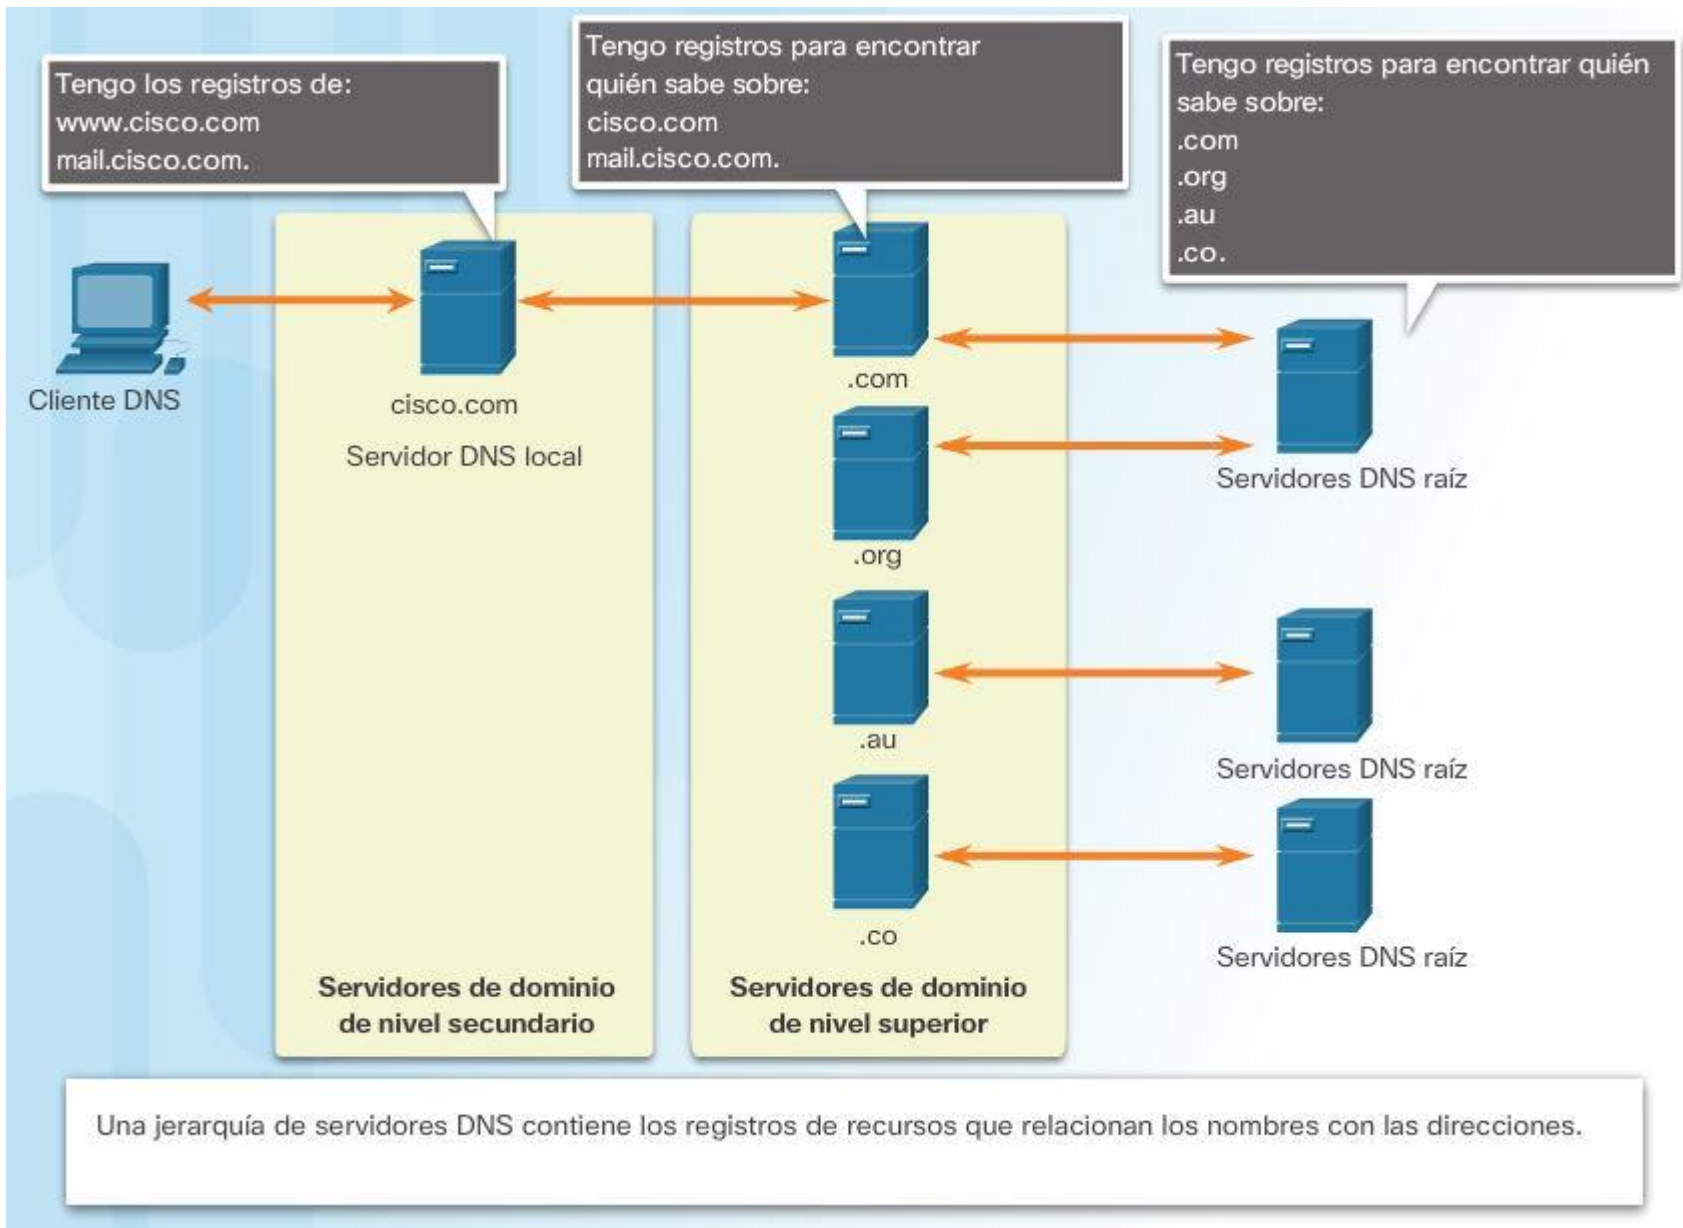 Tengo los registros de:
www.cisco.com
mail.cisco.com.
Tengo registros para encontrar
quién sabe sobre:
cisco.com
mail.cisco.com.
Tengo registros para encontrar quién
sabe sobre:
.com
.org
.au
.co.
Cliente DNS
cisco.com
Servidor DNS local
.com
.org
.au
.co
Servidores DNS raíz
Servidores DNS raíz
Servidores DNS raíz
Servidores de dominio
de nivel secundario
Servidores de dominio
de nivel superior
Una jerarquía de servidores DNS contiene los registros de recursos que relacionan los nombres con las direcciones.